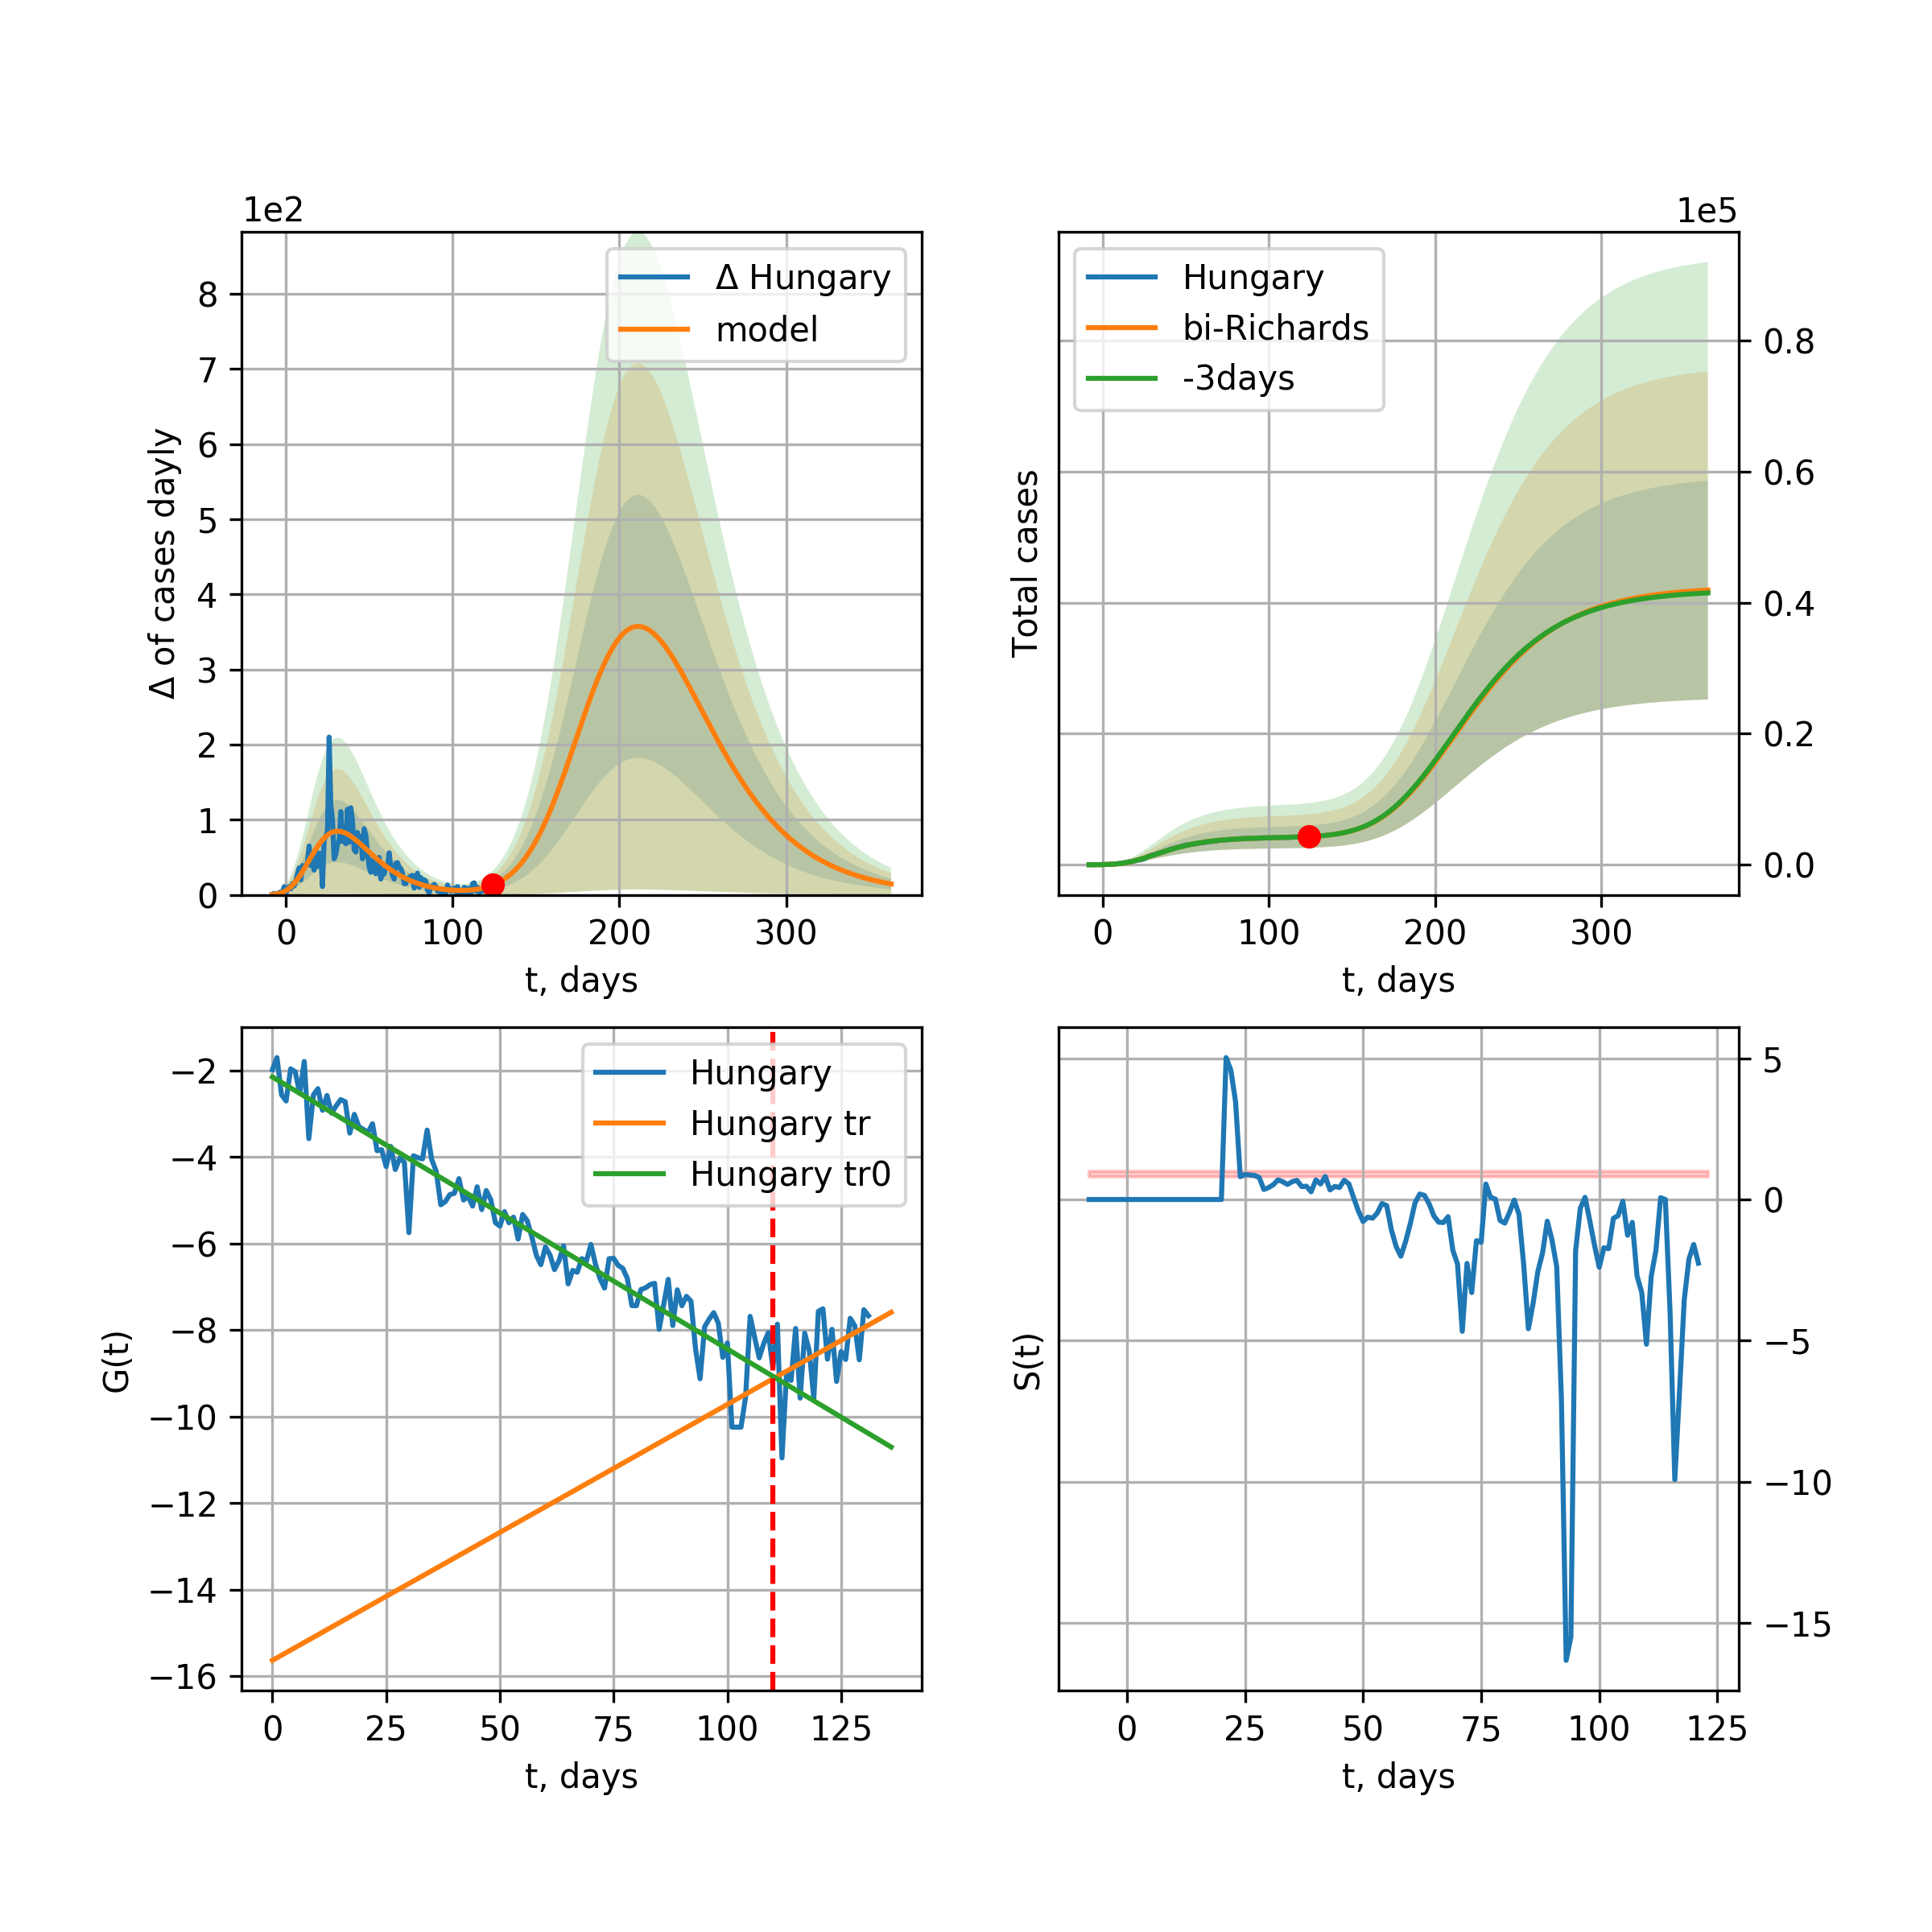 1e2
Δ of cases dayly
8
7
6
5
4
3
2
1
0
0 100 200 300
t, days
Δ Hungary
model
1e5
Total cases
0.8
0.6
0.4
0.2
0.0
0 100 200 300
t, days
Hungary
bi-Richards
-3days
G(t)
−2
−4
−6
−8
−10
−12
−14
−16
0 25 50 75 100 125
t, days
Hungary
Hungary tr
Hungary tr0
S(t)
5
0
−5
−10
−15
0 25 50 75 100 125
t, days